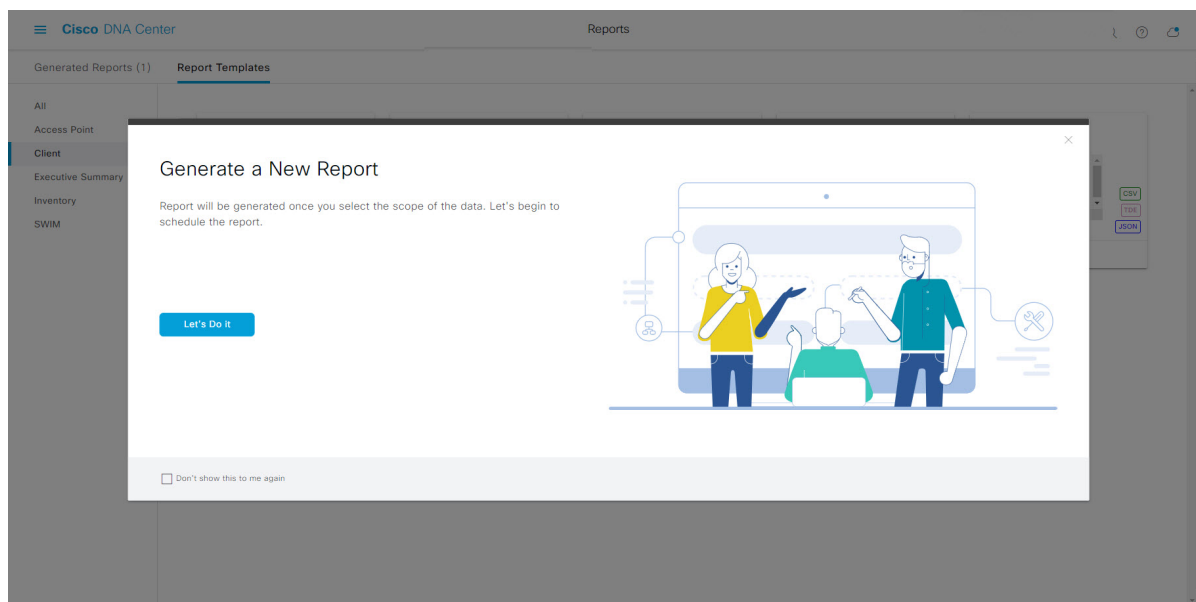 Cisco DNA Center
Reports
Generated Reports (1)
Report Templates
All
Access Point
Client
Executive Summary
Inventory
SWIM
Generate a New Report
Report will be generated once you select the scope of the data. Let's begin to
schedule the report.
Let's Do it
Don't show this to me again
CSV
TDE
JSON